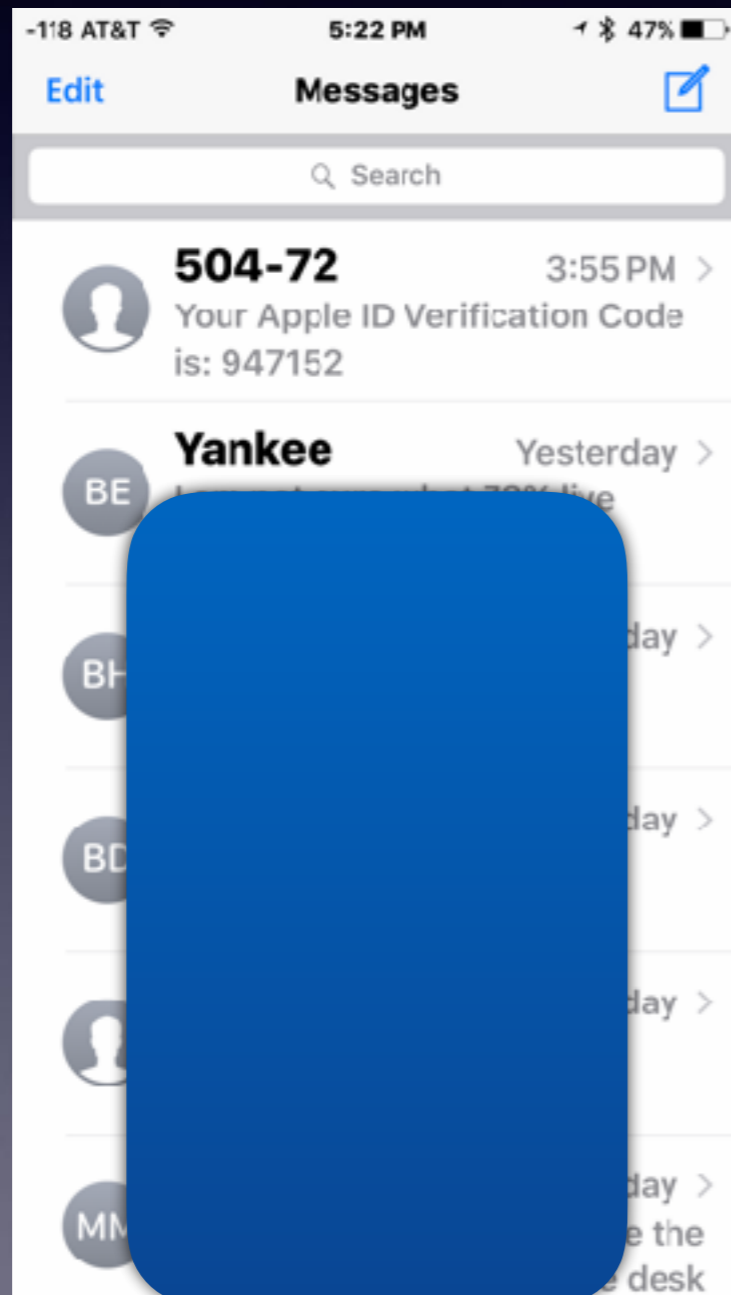 -118 AT&T 5:22 PM 47%
Edit Messages
Search
504-72 3:55 PM
Your Apple ID Verification Code
is: 947152
Yankee Yesterday
BE
day
BH
day
BD
day
day
MM
e the
desk